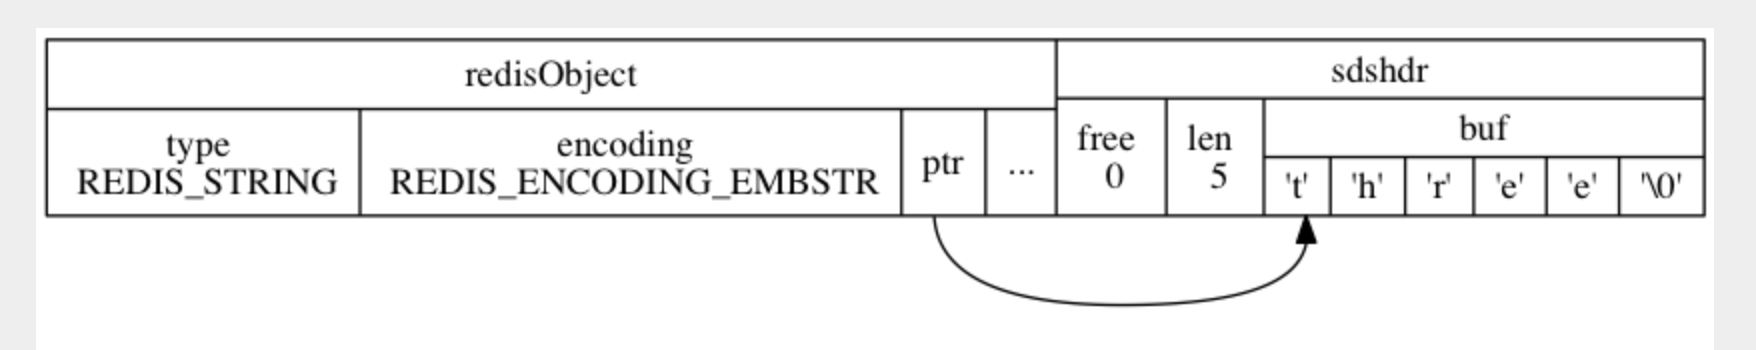 redisObject
sdshdr
type
REDIS_STRING
encoding
REDIS_ENCODING_EMBSTR
ptr
...
free
0
len
5
buf
't' 'h' 'r' 'e' 'e' '\0'